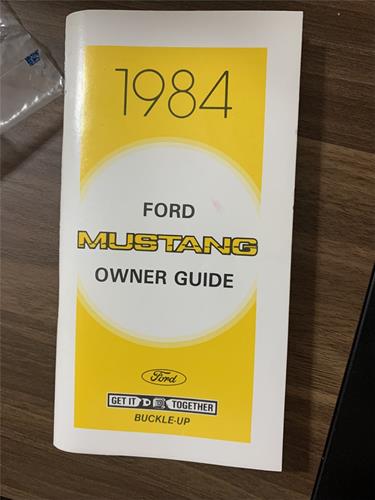 1984
FORD
MUSTANG
OWNER GUIDE
Ford
GET IT TOGETHER
BUCKLE-UP